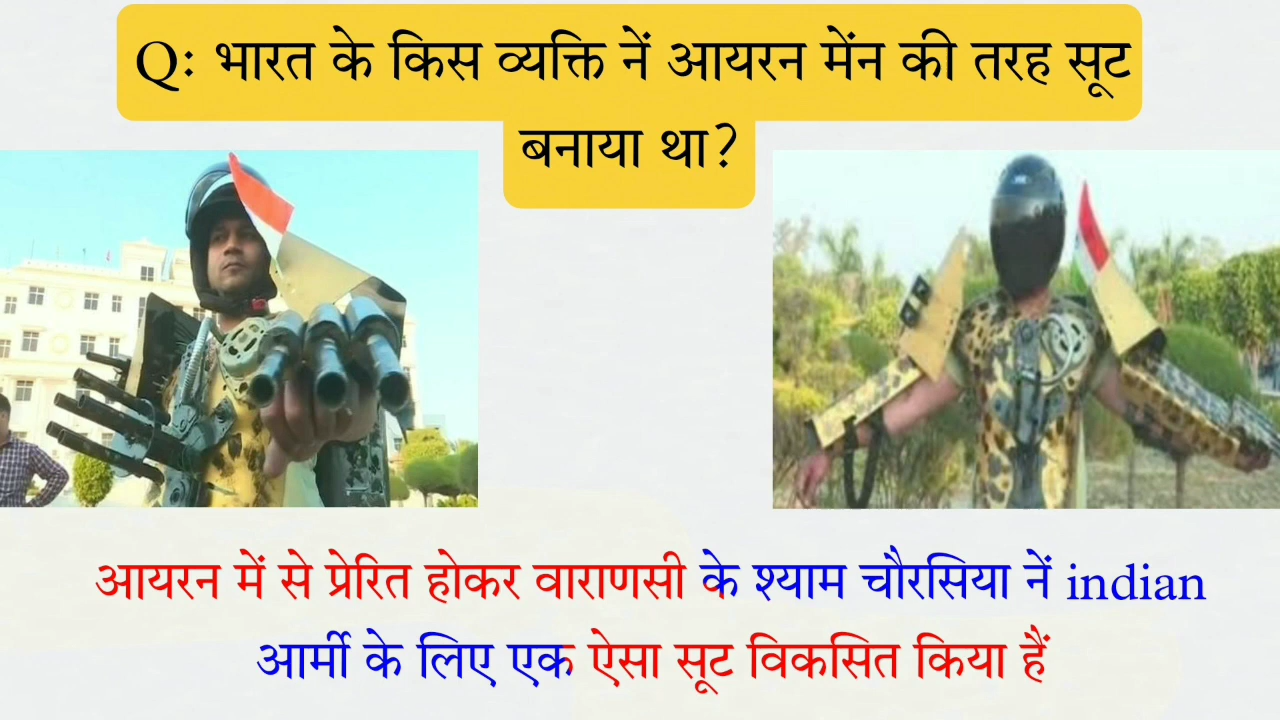 Q: भारत के किस व्यक्ति नें आयरन मेंन की तरह सूट
बनाया था?
आयरन में से प्रेरित होकर वाराणसी के श्याम चौरसिया नें indian
आर्मी के लिए एक ऐसा सूट विकसित किया हैं